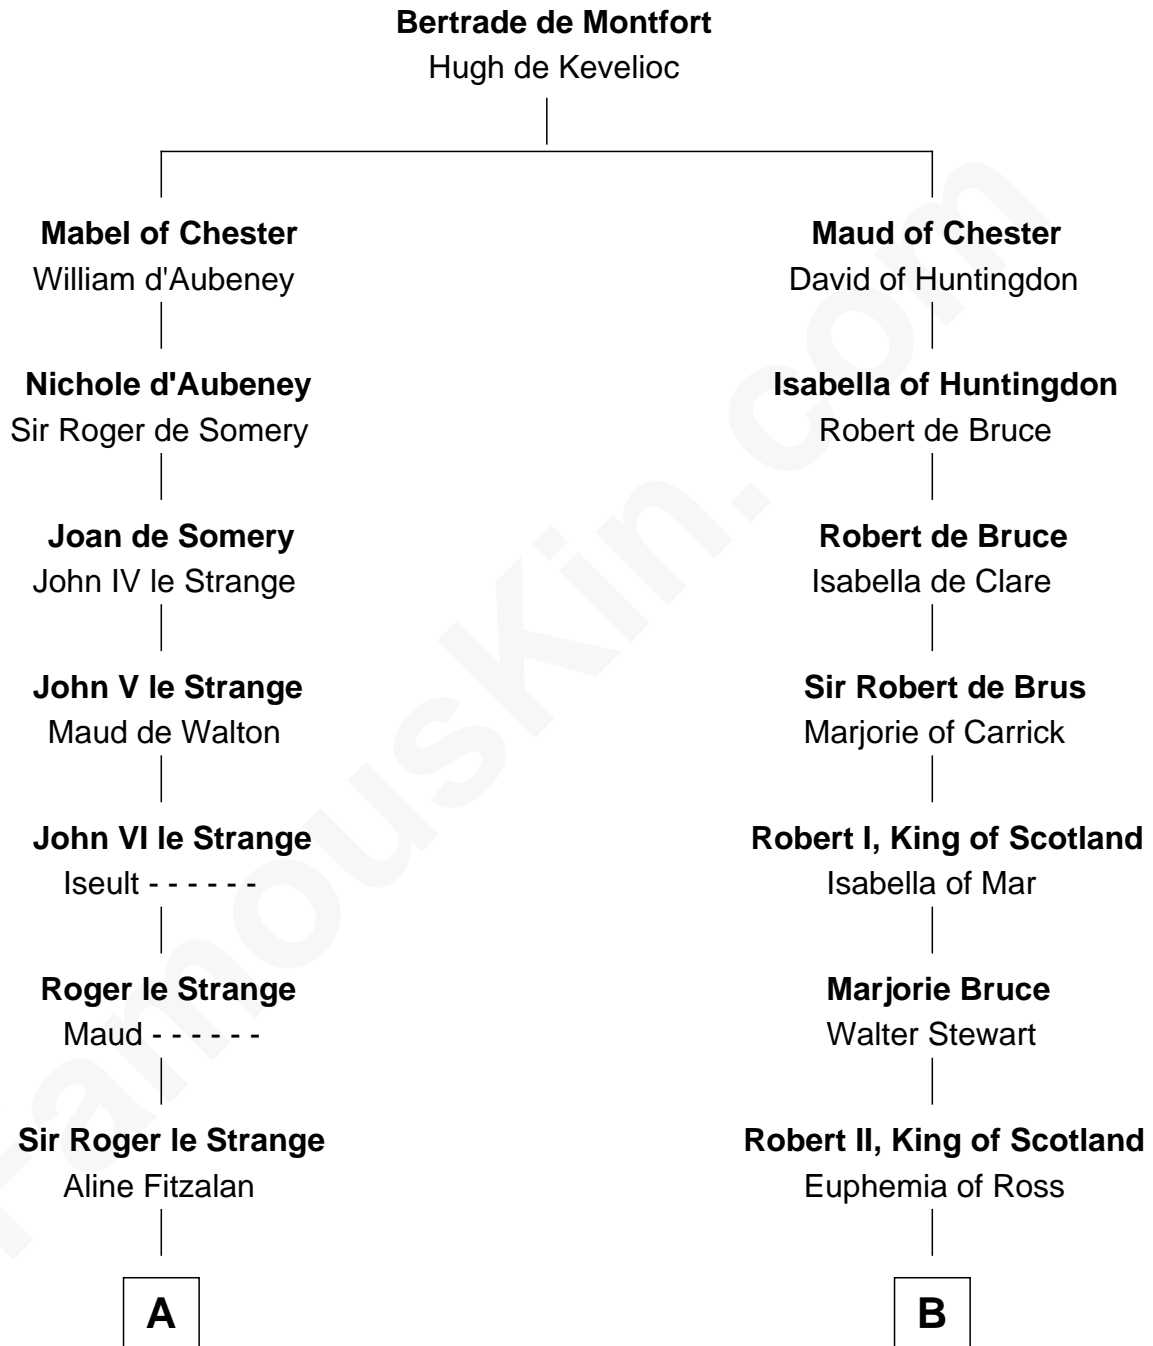 Bertrade de Montfort
Hugh de Kevelioc
Mabel of Chester
William d'Aubeney
Maud of Chester
David of Huntingdon
Nichole d'Aubeney
Sir Roger de Somery
Isabella of Huntingdon
Robert de Bruce
Joan de Somery
John IV le Strange
Robert de Bruce
Isabella de Clare
John V le Strange
Maud de Walton
Sir Robert de Brus
Marjorie of Carrick
John VI le Strange
Iseult - - - - - -
Robert I, King of Scotland
Isabella of Mar
Roger le Strange
Maud - - - - - -
Marjorie Bruce
Walter Stewart
Sir Roger le Strange
Aline Fitzalan
Robert II, King of Scotland
Euphemia of Ross
A
B
FamousKin.com